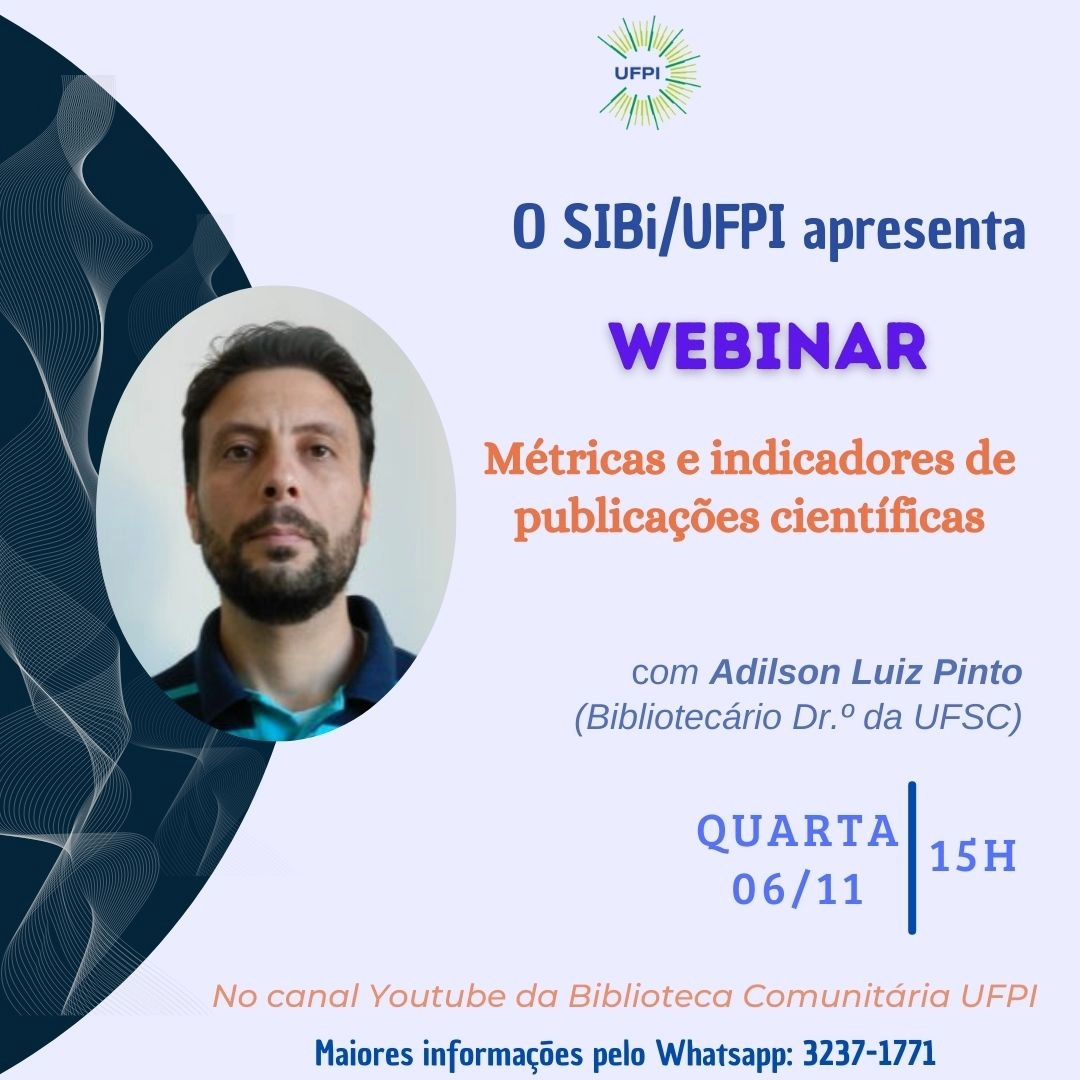 UFPI
O SIBi/UFPI apresenta
WEBINAR
Métricas e indicadores de
publicações científicas
com Adilson Luiz Pinto
(Bibliotecário Dr.º da UFSC)
QUARTA
06/11
15H
No canal Youtube da Biblioteca Comunitária UFPI
Maiores informações pelo Whatsapp: 3237-1771